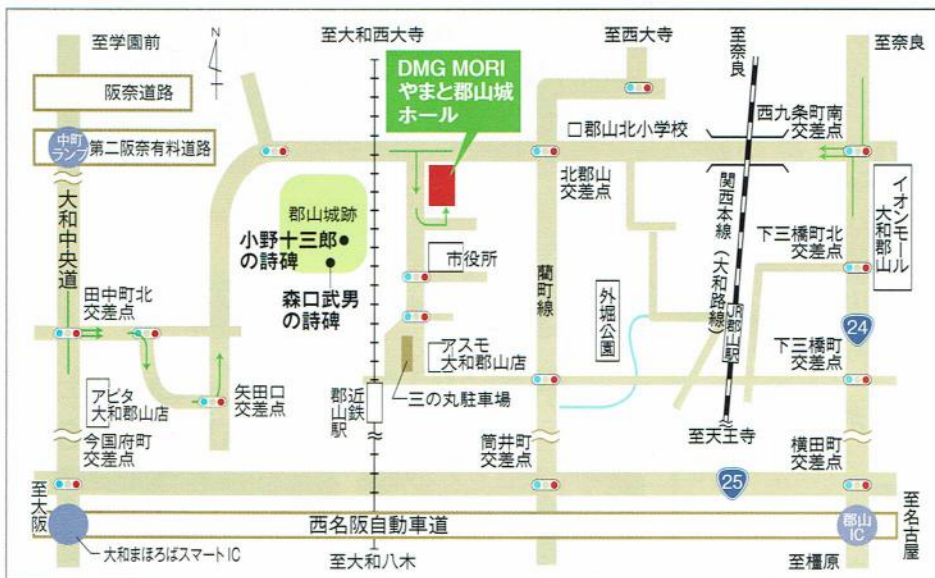 至学園前
N
至大和西大寺
至西大寺
至奈良
至奈良
DMG MORI
やまと郡山城
ホール
阪奈道路
中町
ランプ
第二阪奈有料道路
□郡山北小学校
西九条町南
交差点
北郡山
交差点
大和中央道
郡山城跡
小野十三郎
の詩碑
森口武男
の詩碑
市役所
藺町線
外堀公園
関西本線(大和路線)
JR郡山駅
下三橋町北
交差点
イオンモール
大和郡山
24
田中町北
交差点
アスモ
大和郡山店
下三橋町
交差点
アピタ
大和郡山店
矢田口
交差点
近鉄
郡山駅
三の丸駐車場
至天王寺
今国府町
交差点
筒井町
交差点
横田町
交差点
25
至大阪
西名阪自動車道
郡山
IC
至名古屋
大和まほろばスマートIC
至大和八木
至橿原